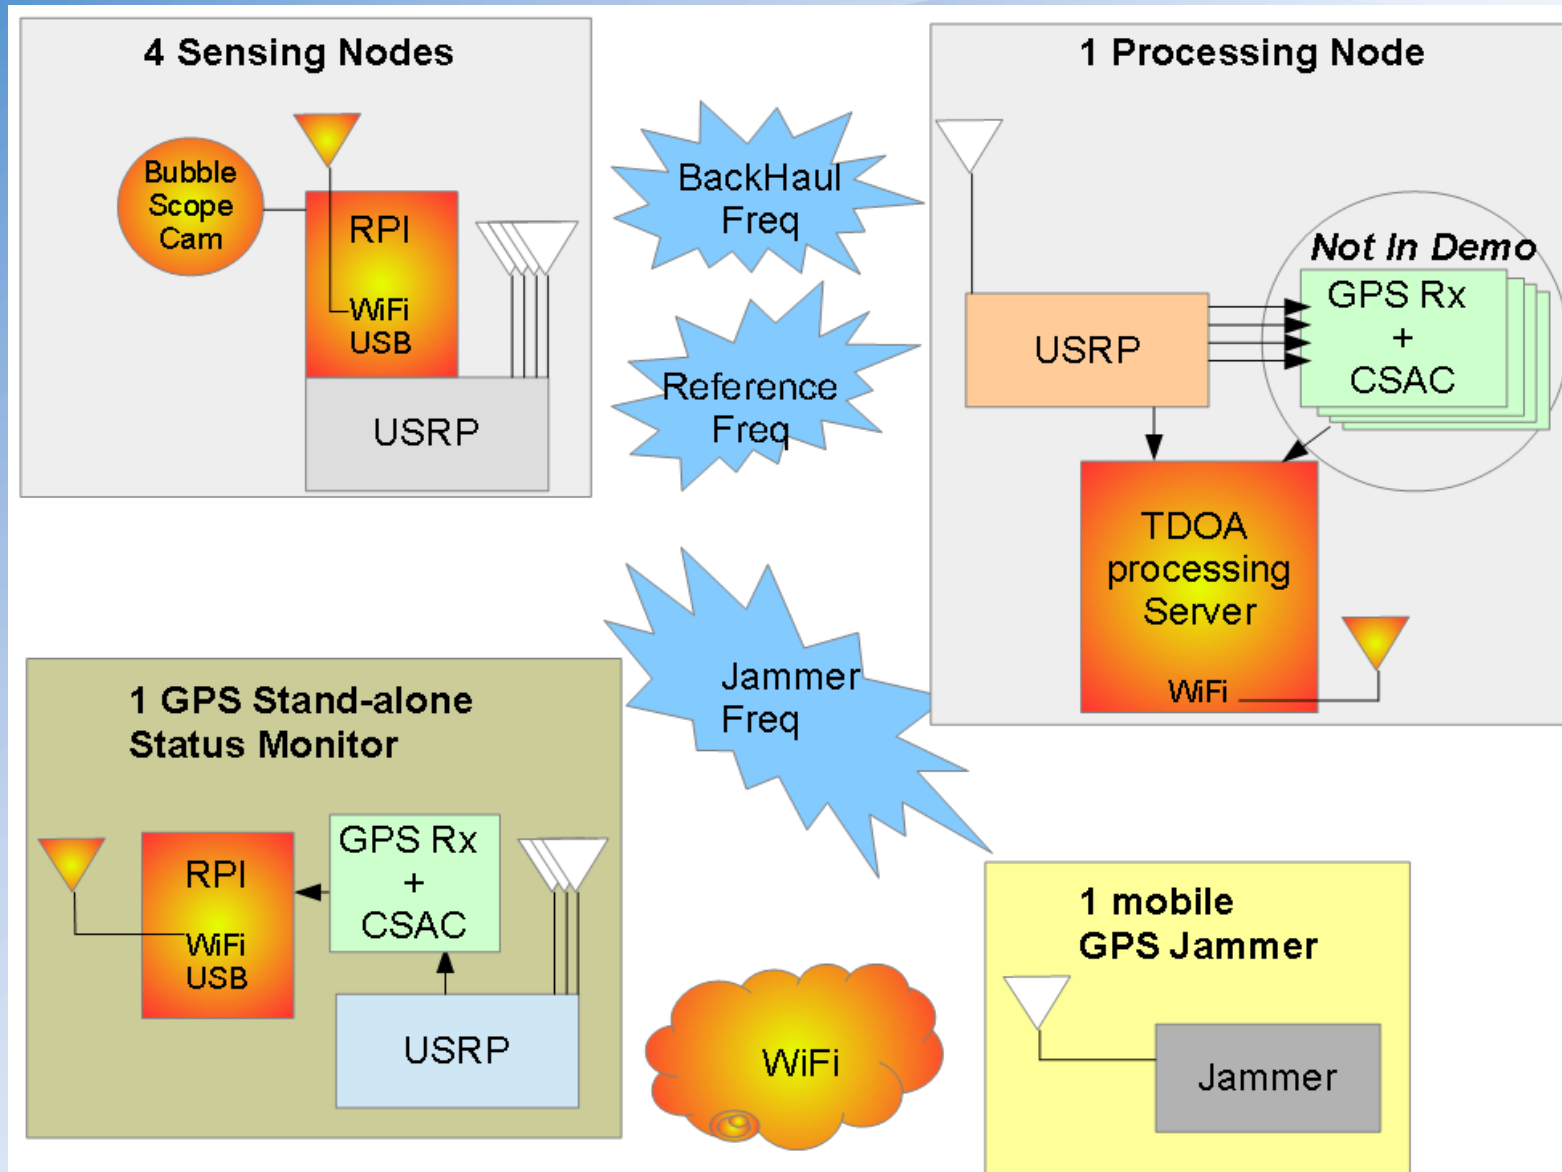 4 Sensing Nodes
Bubble
Scope
Cam
RPI
WiFi
USB
USRP
BackHaul
Freq
Reference
Freq
1 Processing Node
Not In Demo
GPS Rx
+
CSAC
USRP
TDOA
processing
Server
WiFi
Jammer
Freq
1 GPS Stand-alone
Status Monitor
RPI
WiFi
USB
GPS Rx
+
CSAC
USRP
WiFi
1 mobile
GPS Jammer
Jammer